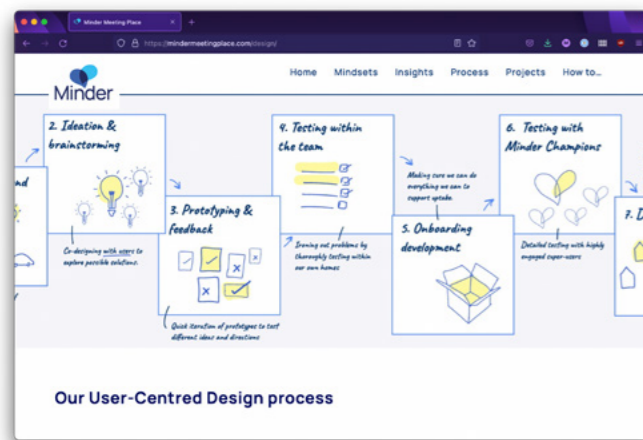 Minder Meeting Place
https://mindermeetingplace.com/design/
Minder
Home Mindsets Insights Process Projects How to...
nd
2. Ideation &
brainstorming
Co-designing with users to
explore possible solutions.
3. Prototyping &
feedback
Quick iteration of prototypes to test
different ideas and directions
4. Testing within
the team
Ironing out problems by
thoroughly testing within
our own homes
Making sure we can do
everything we can to
support uptake.
5. Onboarding
development
6. Testing with
Minder Champions
Detailed testing with highly
engaged super-users
7. D
Our User-Centred Design process